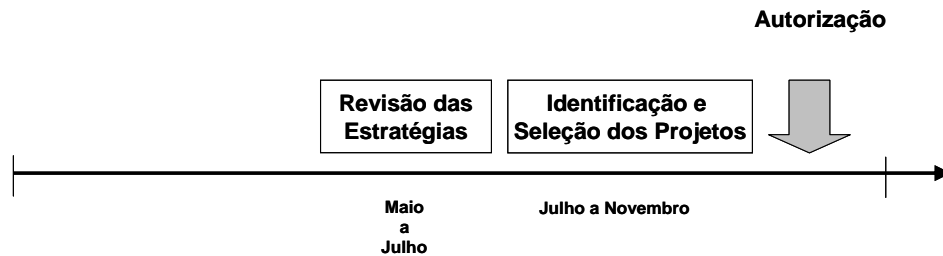 Autorização
Revisão das
Estratégias
Identificação e
Seleção dos Projetos
Maio
a
Julho
Julho a Novembro